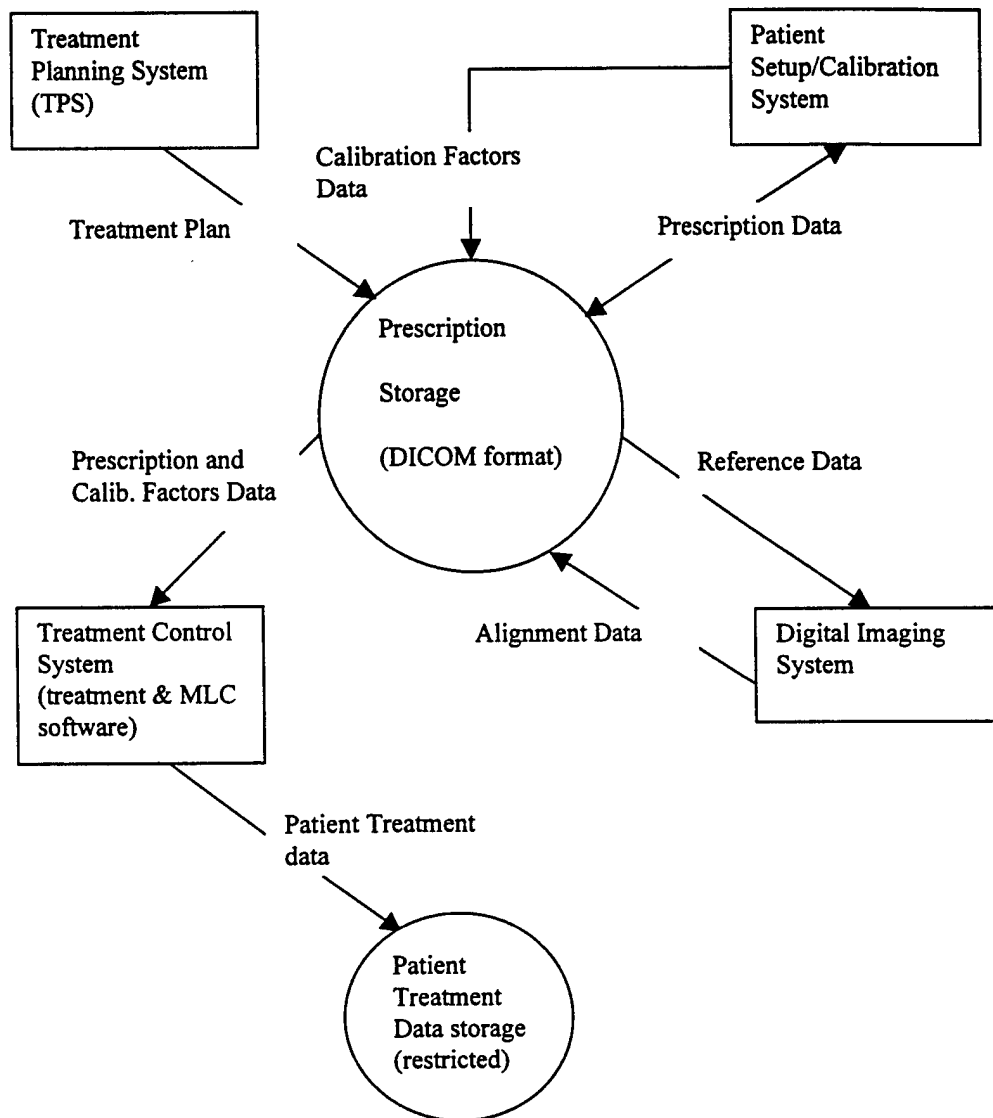 Treatment
Planning System
(TPS)
Patient
Setup/Calibration
System
Calibration Factors
Data
Treatment Plan
Prescription Data
Prescription
Storage
(DICOM format)
Prescription and
Calib. Factors Data
Reference Data
Treatment Control
System
(treatment & MLC
software)
Alignment Data
Digital Imaging
System
Patient Treatment
data
Patient
Treatment
Data storage
(restricted)